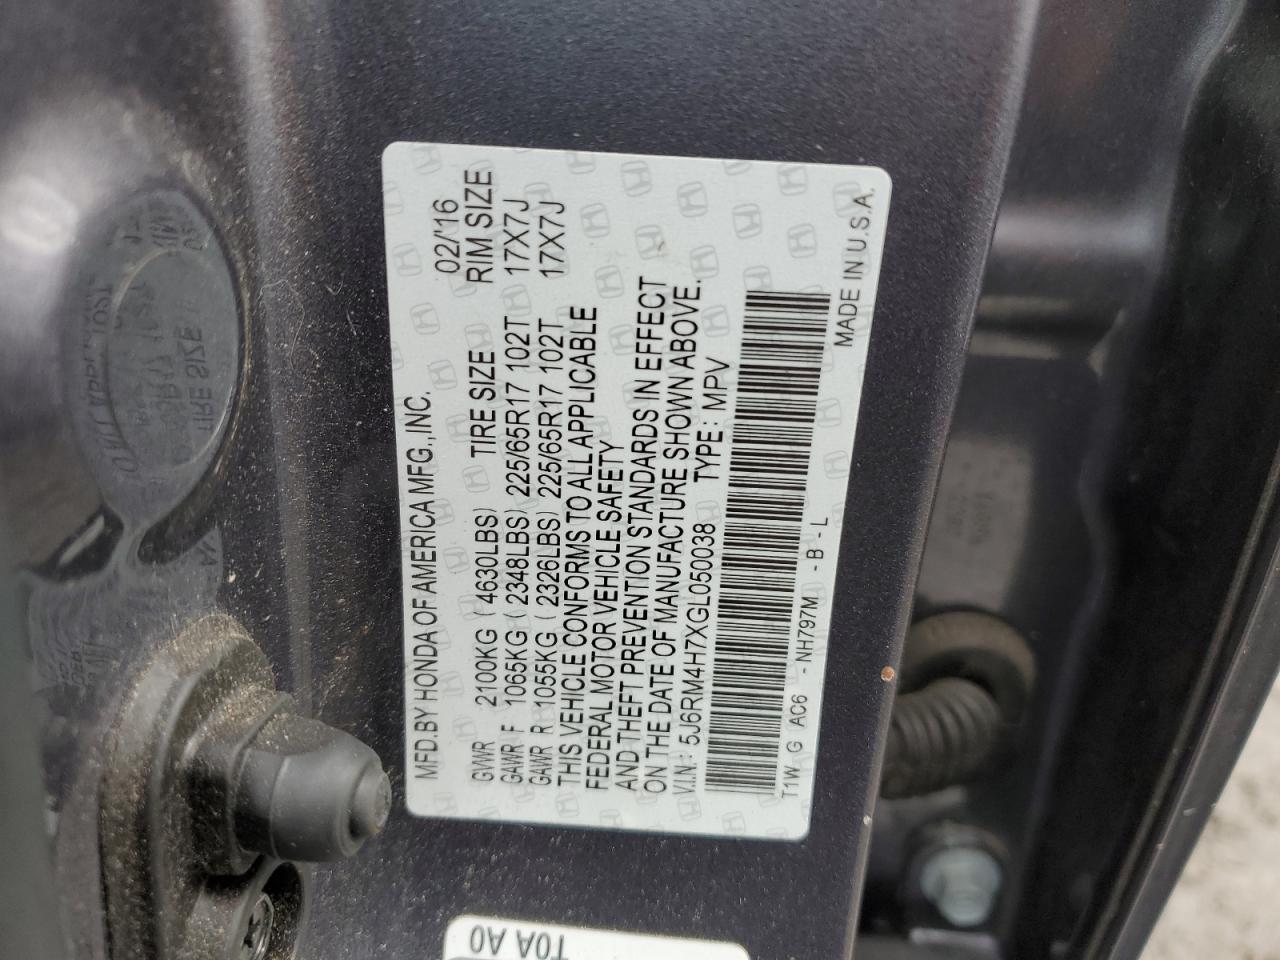 MFD.BY HONDA OF AMERICA MFG.,INC. 02/'16
GVWR 2100KG ( 4630LBS) TIRE SIZE RIM SIZE
GAWR F 1065KG ( 2348LBS) 225/65R17 102T 17X7J
GAWR R 1055KG ( 2326LBS) 225/65R17 102T 17X7J
THIS VEHICLE CONFORMS TO ALL APPLICABLE
FEDERAL MOTOR VEHICLE SAFETY
AND THEFT PREVENTION STANDARDS IN EFFECT
ON THE DATE OF MANUFACTURE SHOWN ABOVE.
V.I.N.: 5J6RM4H7XGL050038 TYPE: MPV
T1W G AC6 - NH797M - B - L MADE IN U.S.A.
T0A A0